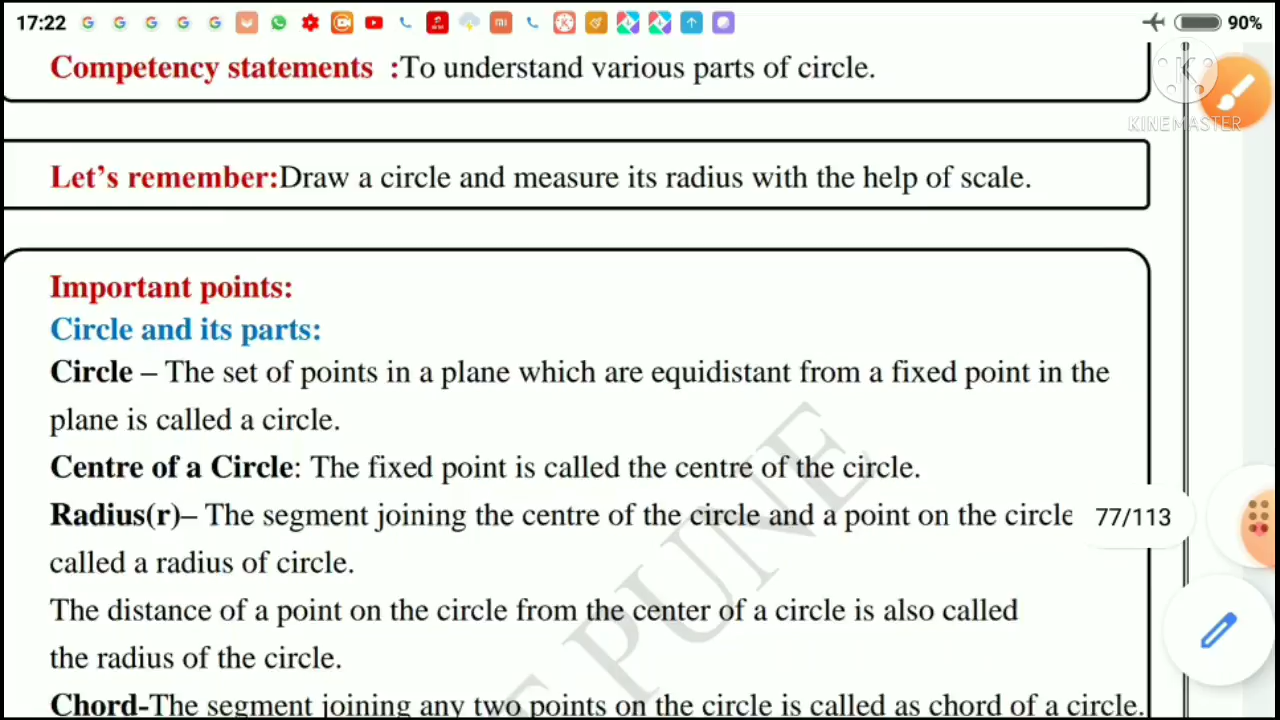 17:22
90%
Competency statements :To understand various parts of circle.
KINEMASTER
Let's remember:Draw a circle and measure its radius with the help of scale.
Important points:
Circle and its parts:
Circle – The set of points in a plane which are equidistant from a fixed point in the
plane is called a circle.
Centre of a Circle: The fixed point is called the centre of the circle.
Radius(r)– The segment joining the centre of the circle and a point on the circle
77/113
called a radius of circle.
The distance of a point on the circle from the center of a circle is also called
the radius of the circle.
Chord-The segment joining any two points on the circle is called as chord of a circle.
PUNE